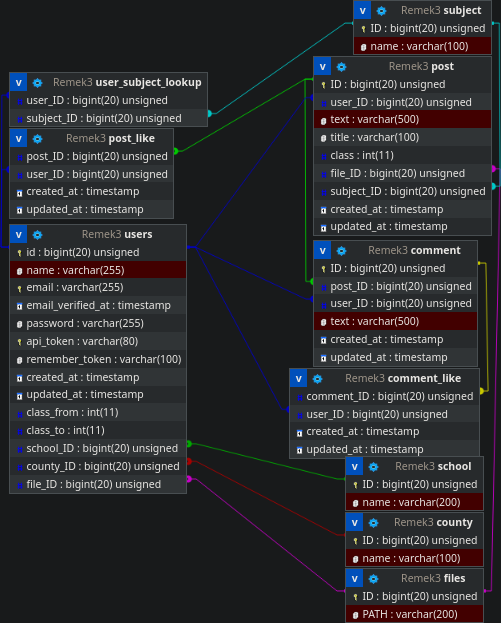 v Remek3 subject
ID : bigint(20) unsigned
name : varchar(100)
v Remek3 user_subject_lookup
user_ID : bigint(20) unsigned
subject_ID : bigint(20) unsigned
v Remek3 post_like
post_ID : bigint(20) unsigned
user_ID : bigint(20) unsigned
created_at : timestamp
updated_at : timestamp
v Remek3 users
id : bigint(20) unsigned
name : varchar(255)
email : varchar(255)
email_verified_at : timestamp
password : varchar(255)
api_token : varchar(80)
remember_token : varchar(100)
created_at : timestamp
updated_at : timestamp
class_from : int(11)
class_to : int(11)
school_ID : bigint(20) unsigned
county_ID : bigint(20) unsigned
file_ID : bigint(20) unsigned
v Remek3 post
ID : bigint(20) unsigned
user_ID : bigint(20) unsigned
text : varchar(500)
title : varchar(100)
class : int(11)
file_ID : bigint(20) unsigned
subject_ID : bigint(20) unsigned
created_at : timestamp
updated_at : timestamp
v Remek3 comment
ID : bigint(20) unsigned
post_ID : bigint(20) unsigned
user_ID : bigint(20) unsigned
text : varchar(500)
created_at : timestamp
updated_at : timestamp
v Remek3 comment_like
comment_ID : bigint(20) unsigned
user_ID : bigint(20) unsigned
created_at : timestamp
updated_at : timestamp
v Remek3 school
ID : bigint(20) unsigned
name : varchar(200)
v Remek3 county
ID : bigint(20) unsigned
name : varchar(100)
v Remek3 files
ID : bigint(20) unsigned
PATH : varchar(200)